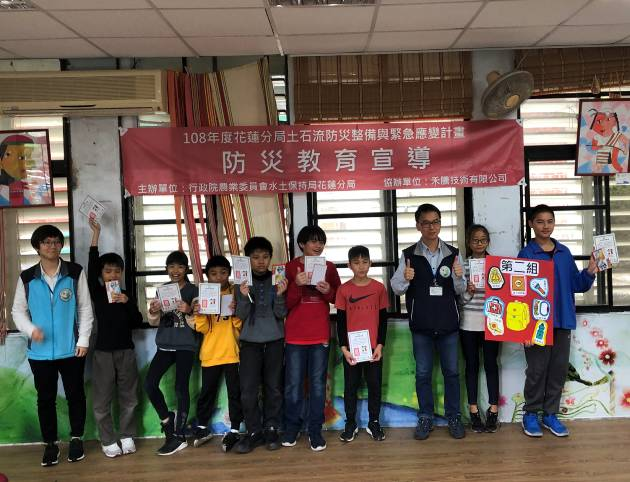 108年度花蓮分局土石流防災整備與緊急應變計畫
防災教育宣導
主辦單位：行政院農業委員會水土保持局花蓮分局 協辦單位：禾騰技術有限公司
第二組